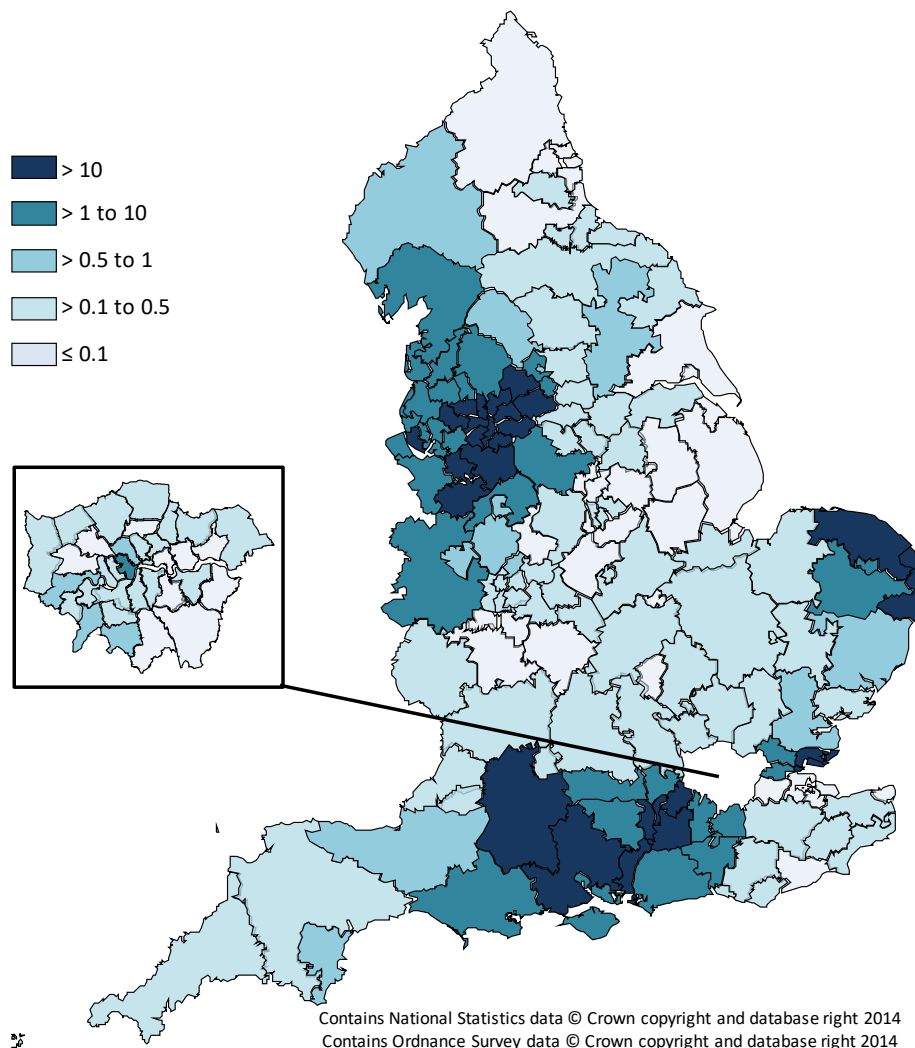 > 10
> 1 to 10
> 0.5 to 1
> 0.1 to 0.5
≤ 0.1
Contains National Statistics data © Crown copyright and database right 2014
Contains Ordnance Survey data © Crown copyright and database right 2014